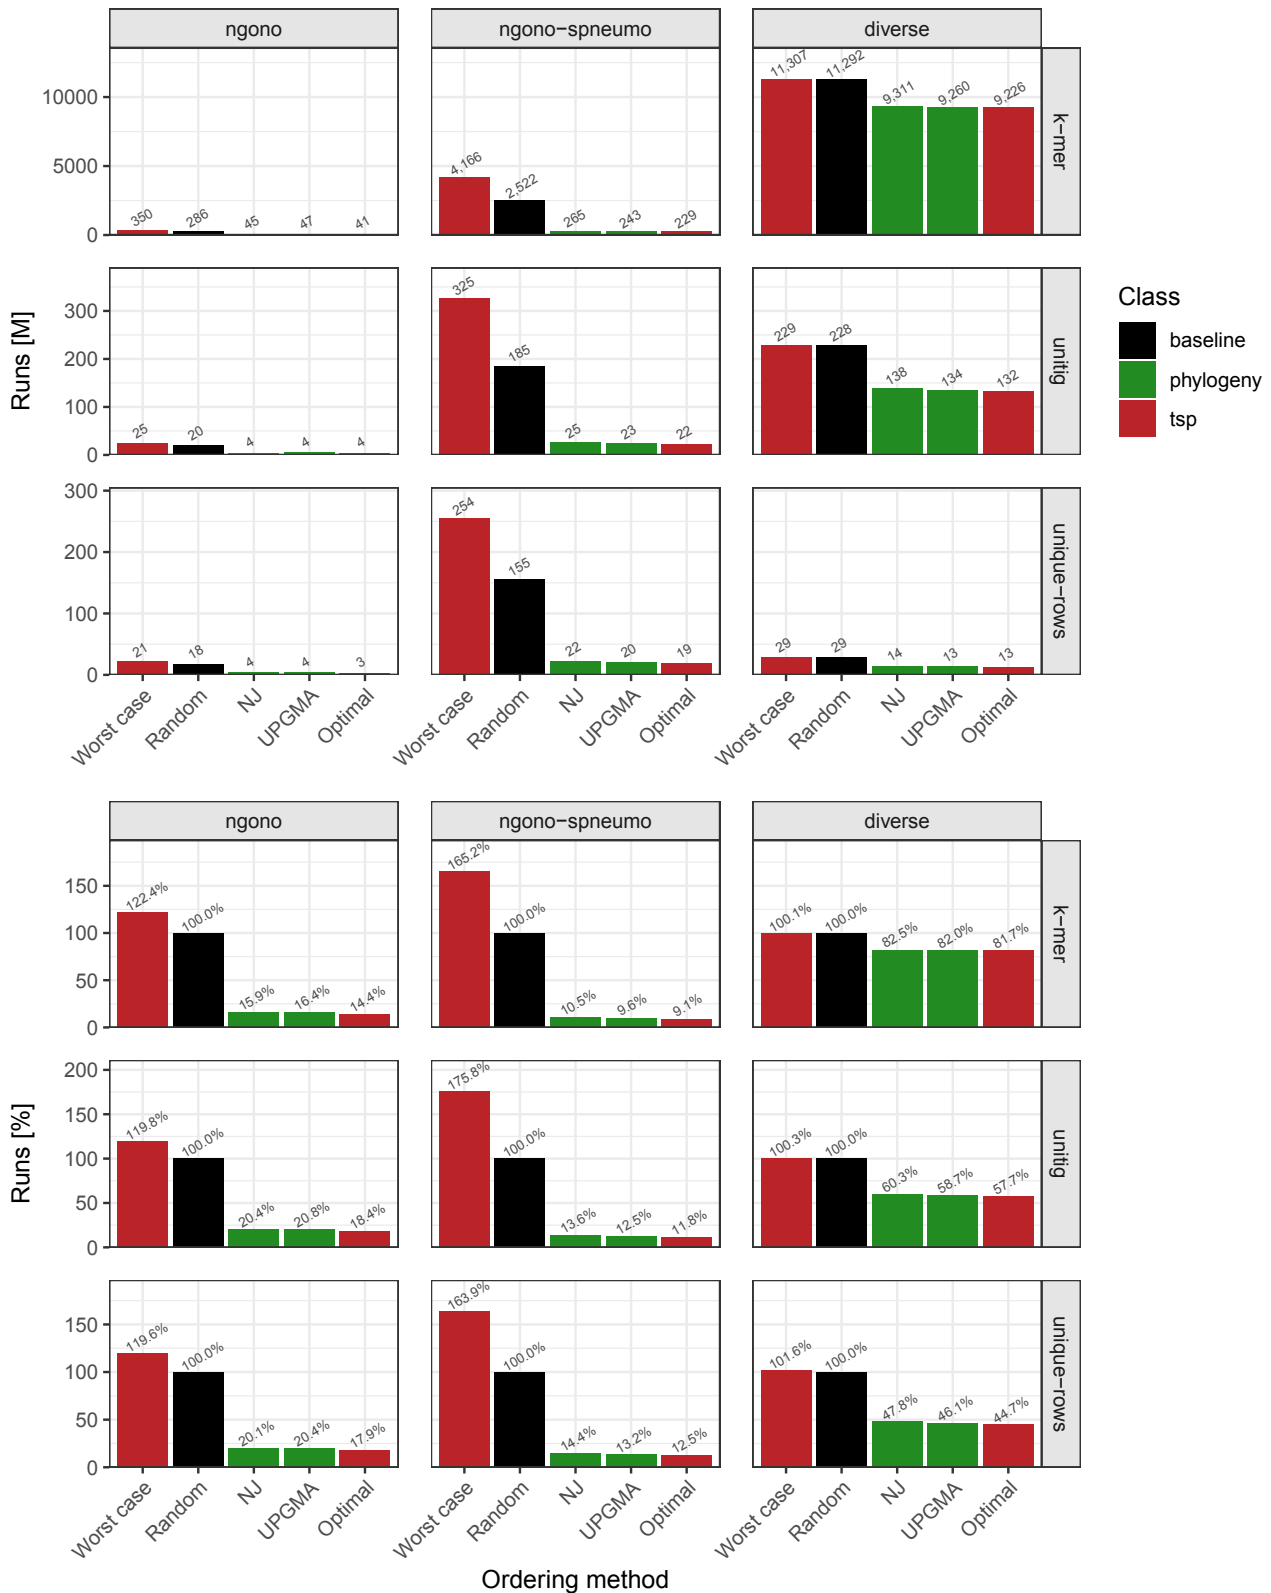 ngono
ngono−spneumo
diverse
10000
5000
0
350
286
45
47
41
4,166
2,522
265
243
229
11,307
11,292
9,311
9,260
9,226
k−mer
300
200
100
0
25
20
4
4
4
325
185
25
23
22
229
228
138
134
132
unitig
300
200
100
0
21
18
4
4
3
254
155
22
20
19
29
29
14
13
13
unique−rows
Runs [M]
Worst case
Random
NJ
UPGMA
Optimal
Worst case
Random
NJ
UPGMA
Optimal
Worst case
Random
NJ
UPGMA
Optimal
Class
baseline
phylogeny
tsp
ngono
ngono−spneumo
diverse
150
100
50
0
122.4%
100.0%
15.9%
16.4%
14.4%
165.2%
100.0%
10.5%
9.6%
9.1%
100.1%
100.0%
82.5%
82.0%
81.7%
k−mer
200
150
100
50
0
119.8%
100.0%
20.4%
20.8%
18.4%
175.8%
100.0%
13.6%
12.5%
11.8%
100.3%
100.0%
60.3%
58.7%
57.7%
unitig
150
100
50
0
119.6%
100.0%
20.1%
20.4%
17.9%
163.9%
100.0%
14.4%
13.2%
12.5%
101.6%
100.0%
47.8%
46.1%
44.7%
unique−rows
Runs [%]
Worst case
Random
NJ
UPGMA
Optimal
Worst case
Random
NJ
UPGMA
Optimal
Worst case
Random
NJ
UPGMA
Optimal
Ordering method